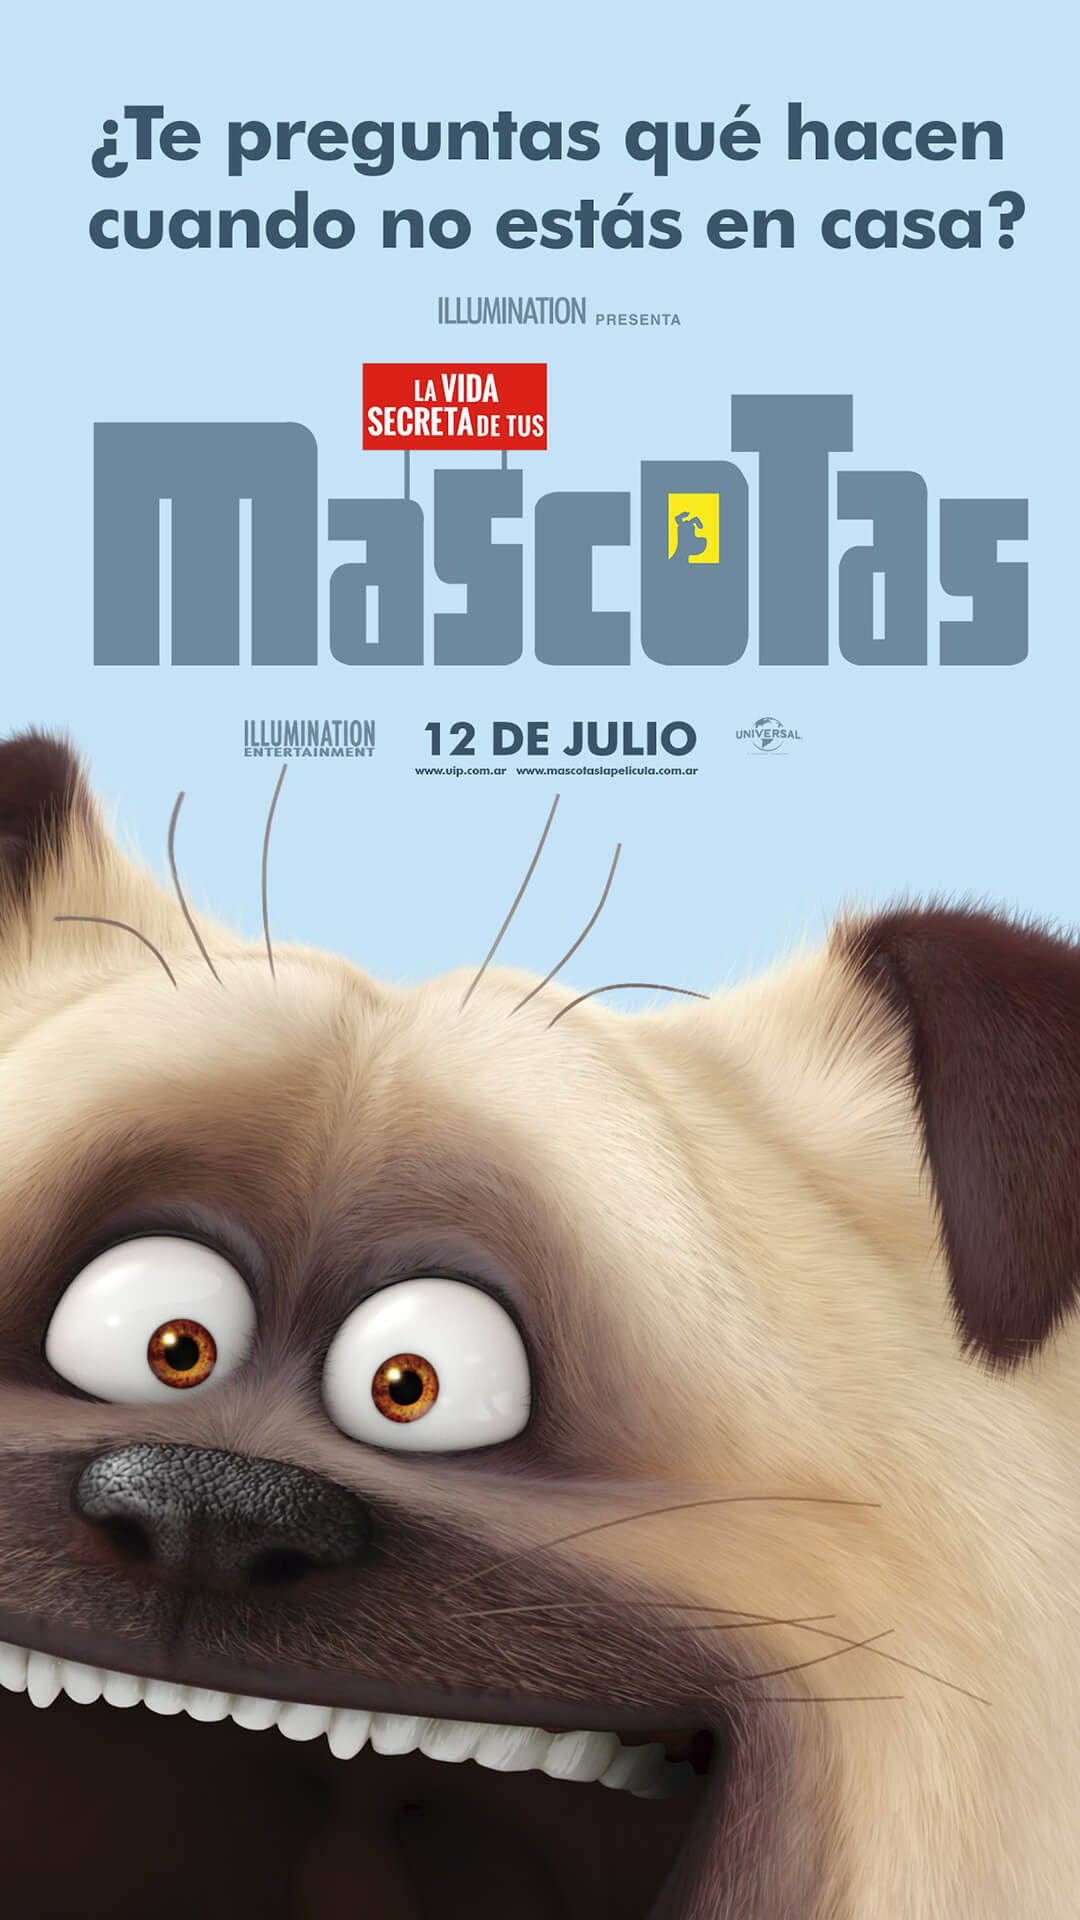 ¿Te preguntas qué hacen
cuando no estás en casa?
ILLUMINATION PRESENTA
LA VIDA
SECRETA DE TUS
mascotas
ILLUMINATION
ENTERTAINMENT
12 DE JULIO
UNIVERSAL
www.uip.com.ar www.mascotaslapelicula.com.ar